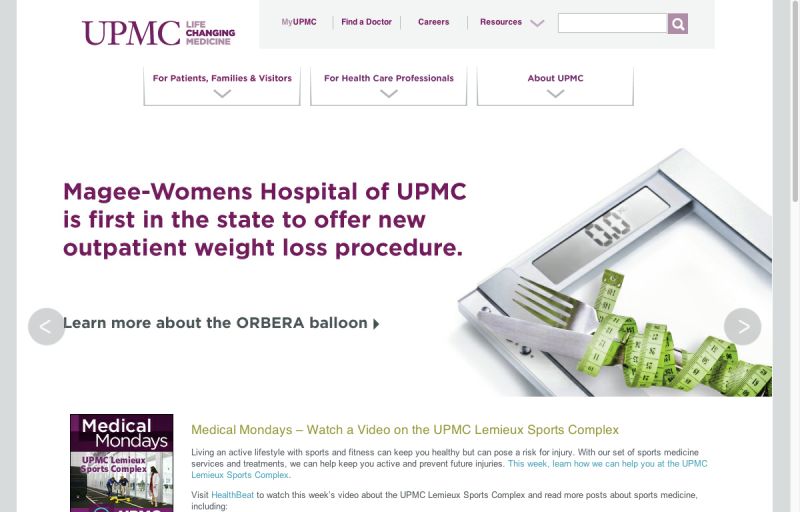 UPMC LIFE CHANGING MEDICINE
MyUPMC
Find a Doctor
Careers
Resources
For Patients, Families & Visitors
For Health Care Professionals
About UPMC
Magee-Womens Hospital of UPMC
is first in the state to offer new
outpatient weight loss procedure.
0.0
Learn more about the ORBERA balloon
<
>
Medical
Mondays
UPMC Lemieux
Sports Complex
UPMC
Medical Mondays – Watch a Video on the UPMC Lemieux Sports Complex
Living an active lifestyle with sports and fitness can keep you healthy but can pose a risk for injury. With our set of sports medicine
services and treatments, we can help keep you active and prevent future injuries. This week, learn how we can help you at the UPMC
Lemieux Sports Complex.
Visit HealthBeat to watch this week's video about the UPMC Lemieux Sports Complex and read more posts about sports medicine,
including: